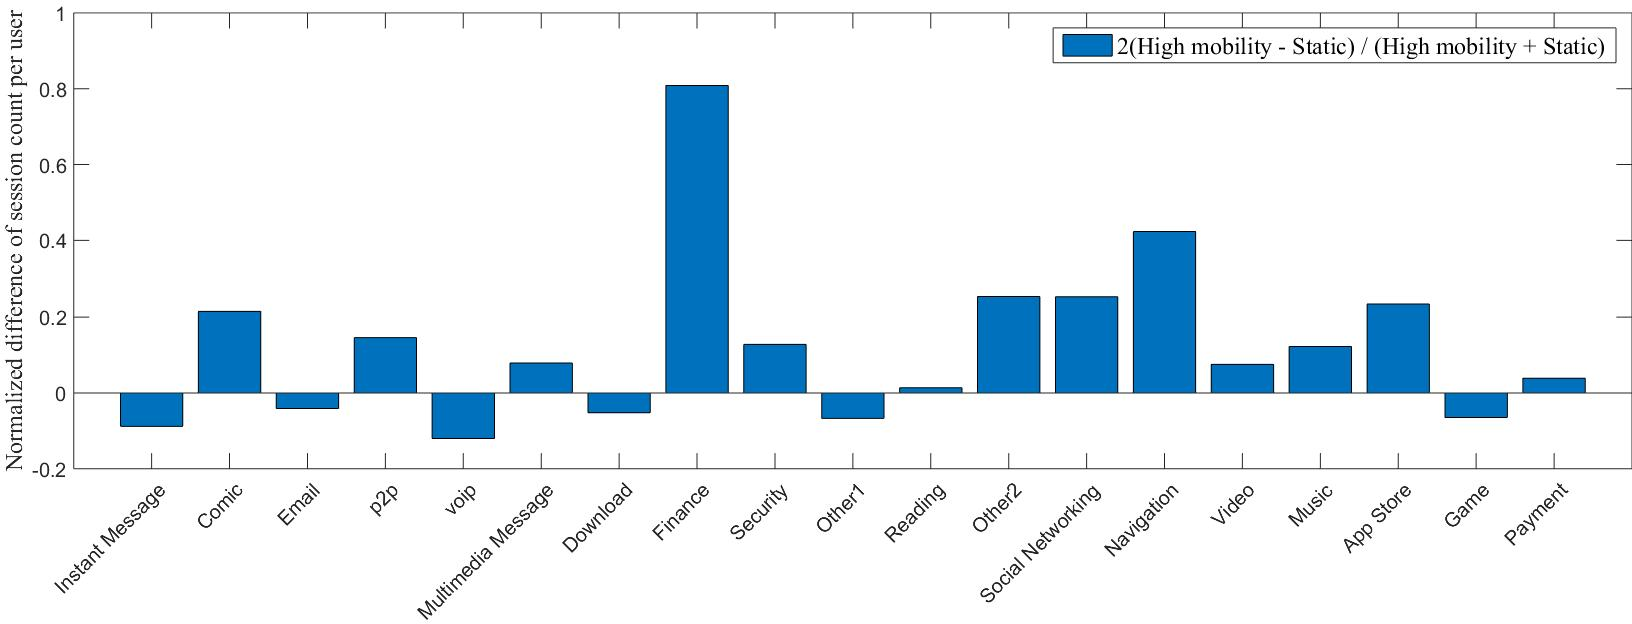 Normalized difference of session count per user
1
0.8
0.6
0.4
0.2
0
-0.2
2(High mobility - Static) / (High mobility + Static)
Instant Message
Comic
Email
p2p
voip
Multimedia Message
Download
Finance
Security
Other1
Reading
Other2
Social Networking
Navigation
Video
Music
App Store
Game
Payment